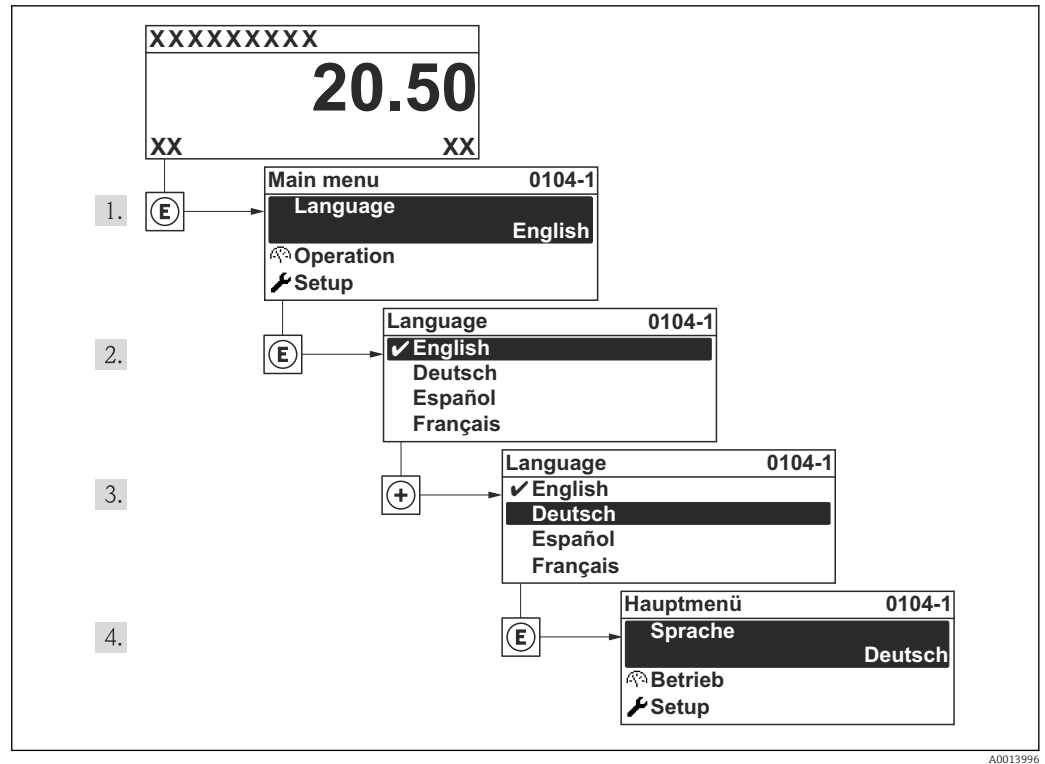 XXXXXXXXX
20.50
XX XX
1. E
Main menu 0104-1
Language
English
Operation
Setup
2. E
Language 0104-1
✔English
Deutsch
Español
Français
3. +
Language 0104-1
✔English
Deutsch
Español
Français
4. E
Hauptmenü 0104-1
Sprache
Deutsch
Betrieb
Setup
A0013996